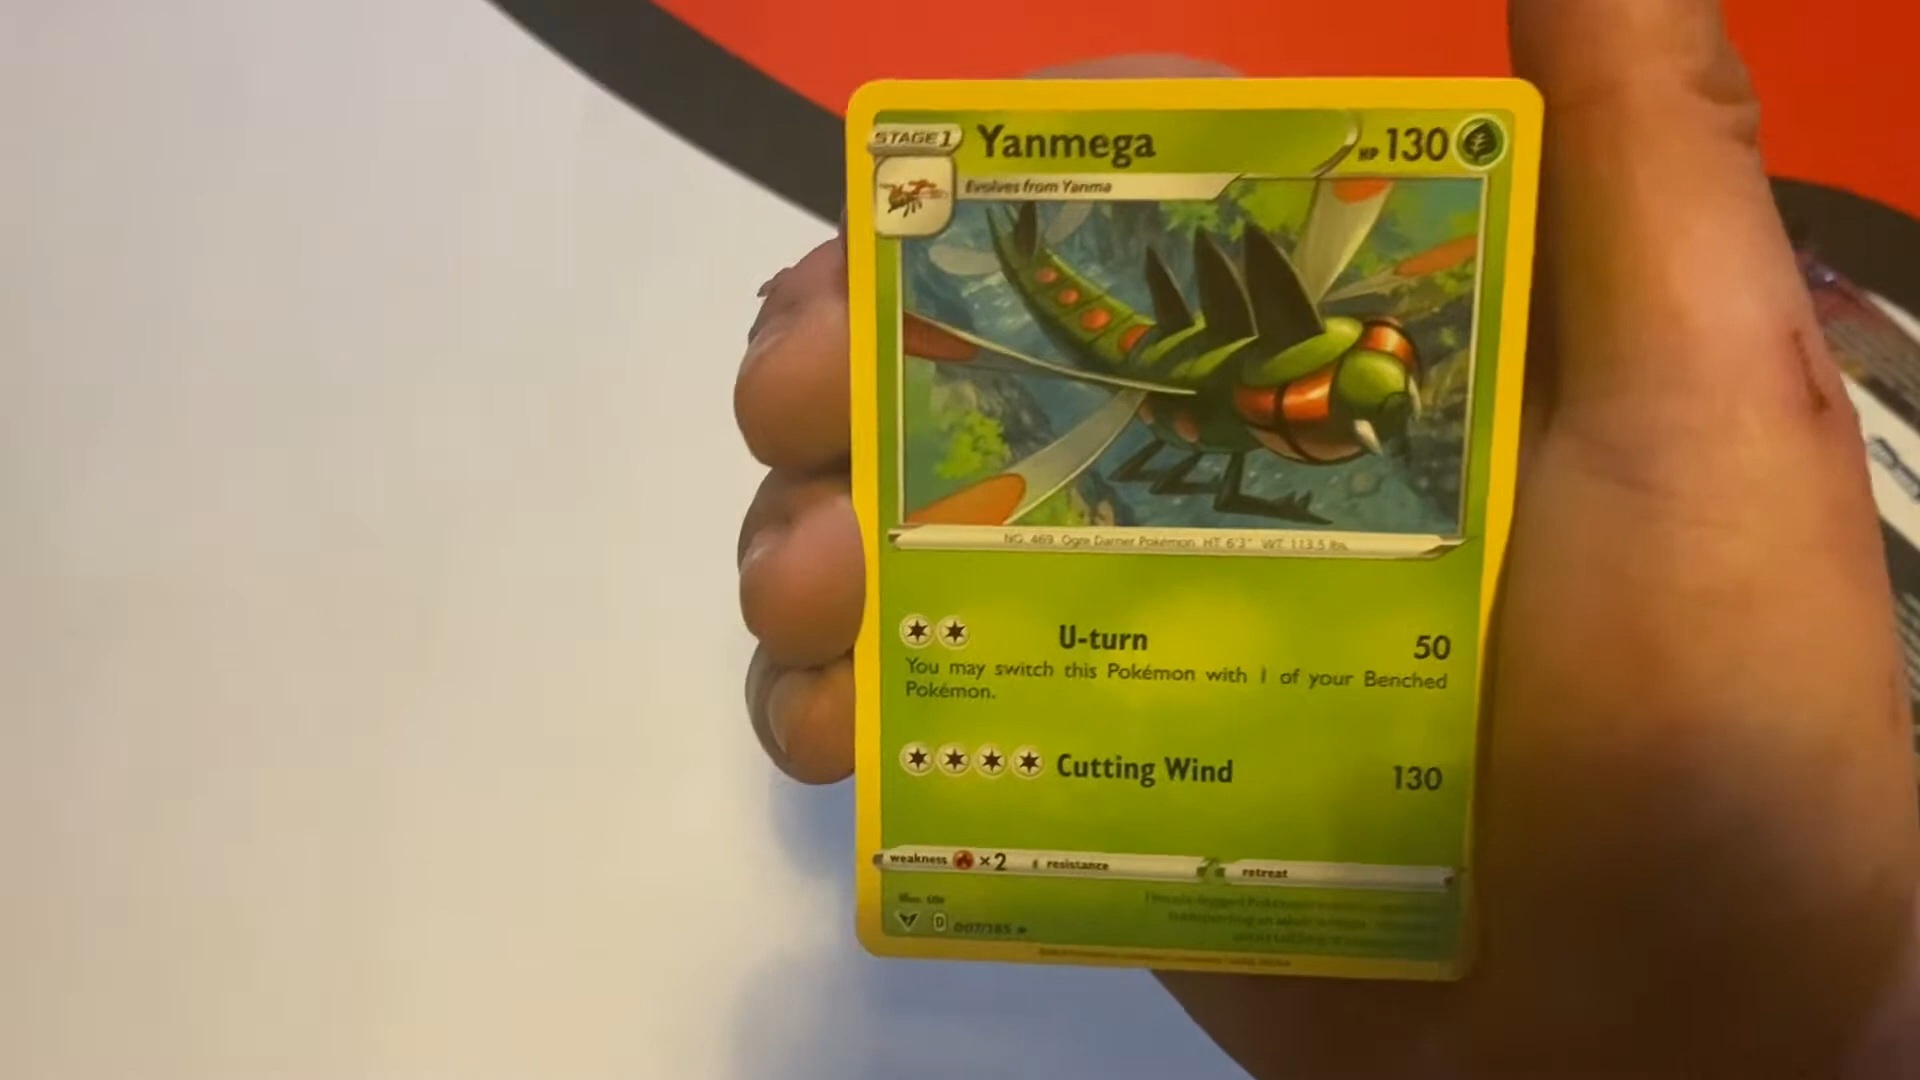 STAGE 1 Yanmega HP 130
Evolves from Yanma
NO. 469 Ogre Darner Pokémon HT 6'3" WT 113.5 lbs.
U-turn 50
You may switch this Pokémon with 1 of your Benched
Pokémon.
Cutting Wind 130
weakness ×2 resistance retreat
D 007/185